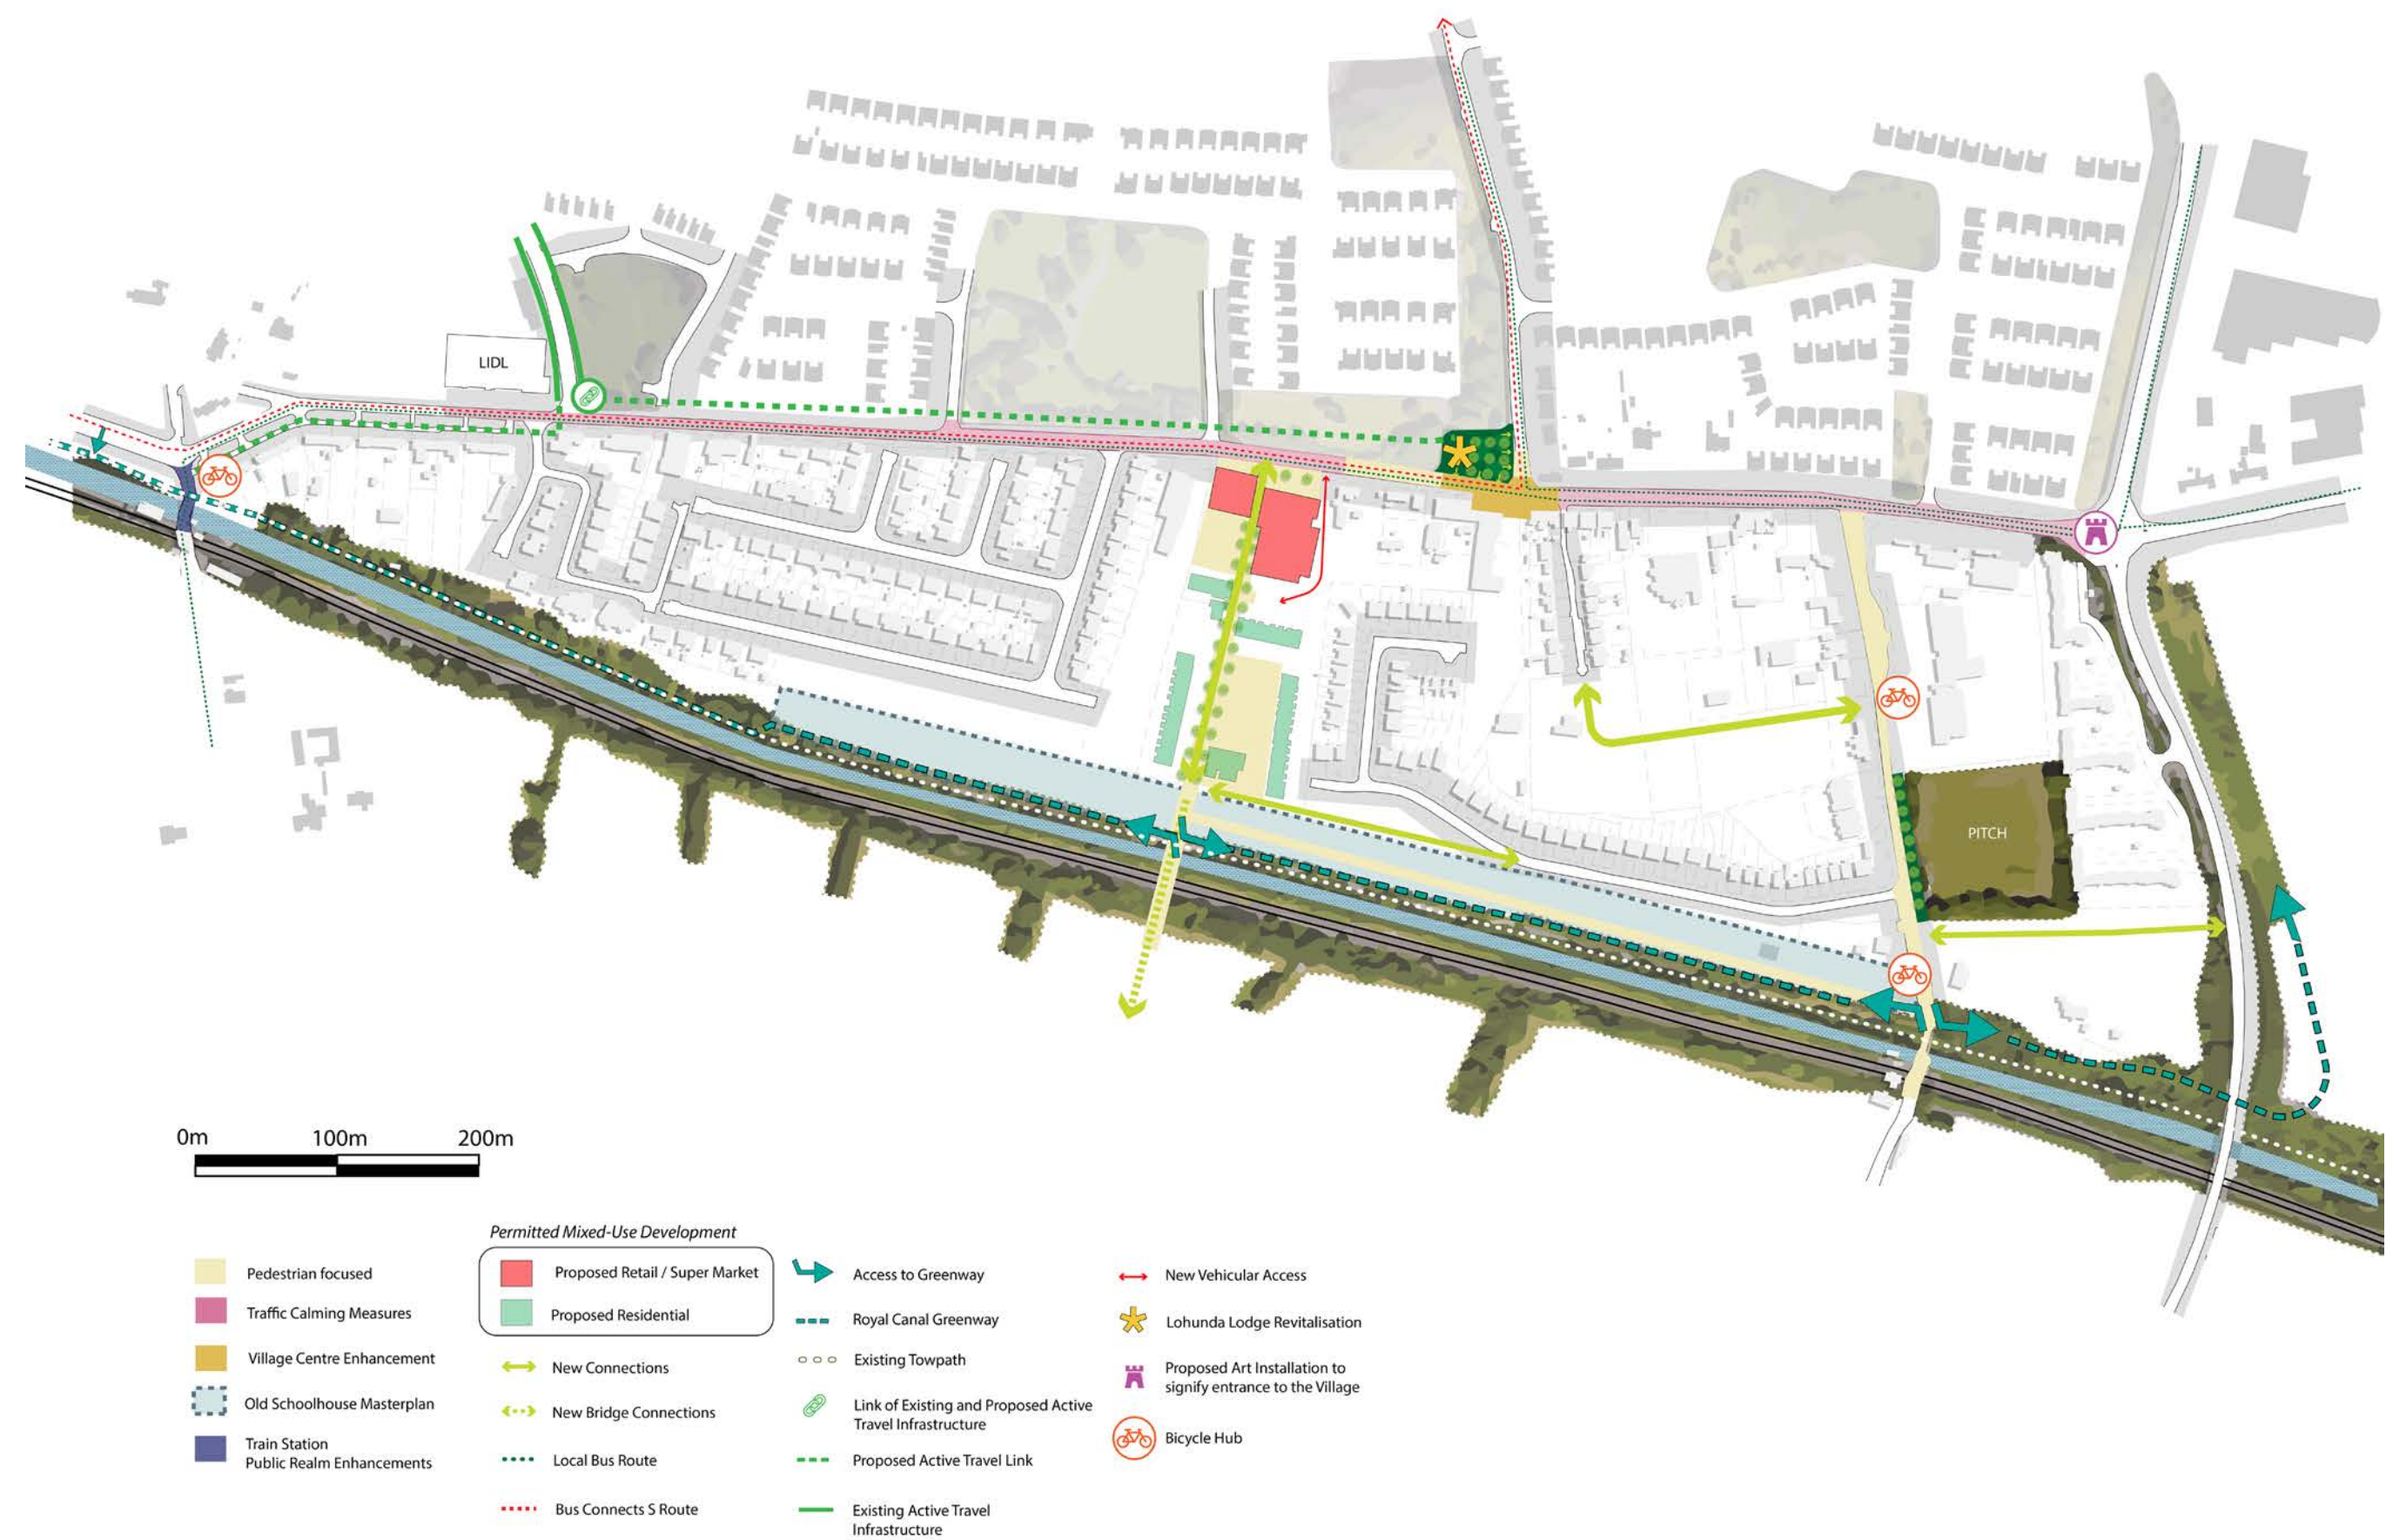 LIDL
PITCH
0m 100m 200m
Pedestrian focused
Traffic Calming Measures
Village Centre Enhancement
Old Schoolhouse Masterplan
Train Station
Public Realm Enhancements
Permitted Mixed-Use Development
Proposed Retail / Super Market
Proposed Residential
New Connections
New Bridge Connections
Local Bus Route
Bus Connects S Route
Access to Greenway
Royal Canal Greenway
Existing Towpath
Link of Existing and Proposed Active
Travel Infrastructure
Proposed Active Travel Link
Existing Active Travel
Infrastructure
New Vehicular Access
Lohunda Lodge Revitalisation
Proposed Art Installation to
signify entrance to the Village
Bicycle Hub